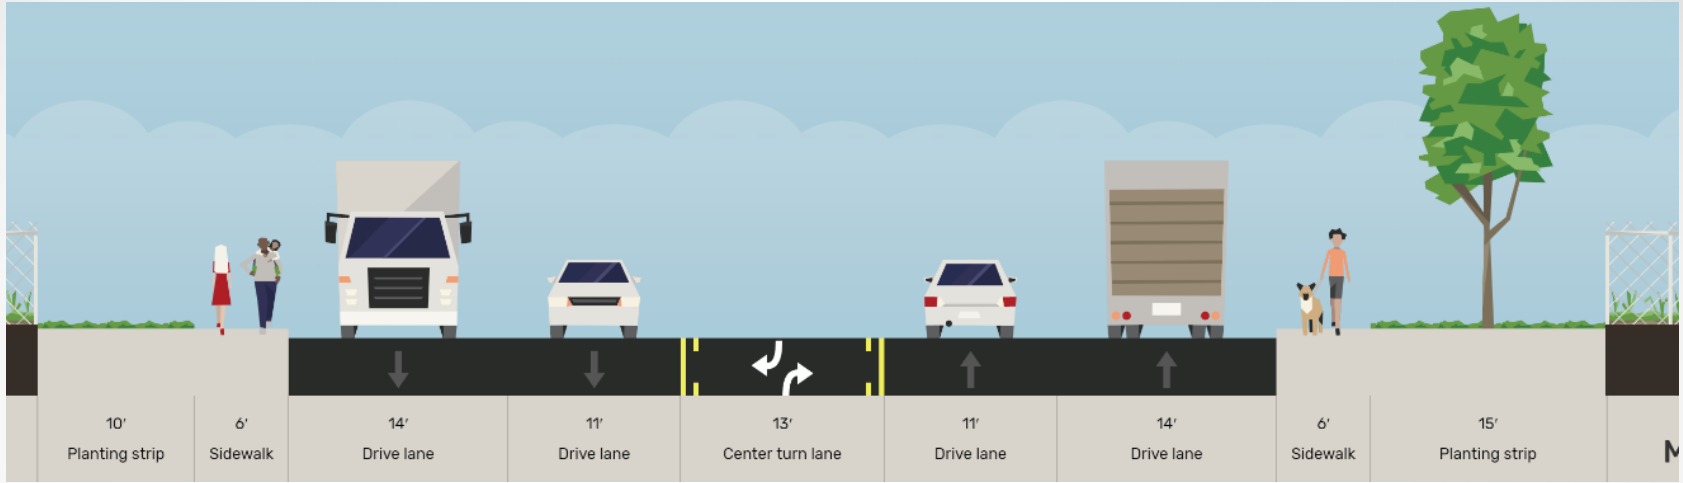 10′ 6′ 14′ 11′ 13′ 11′ 14′ 6′ 15′
Planting strip Sidewalk Drive lane Drive lane Center turn lane Drive lane Drive lane Sidewalk Planting strip